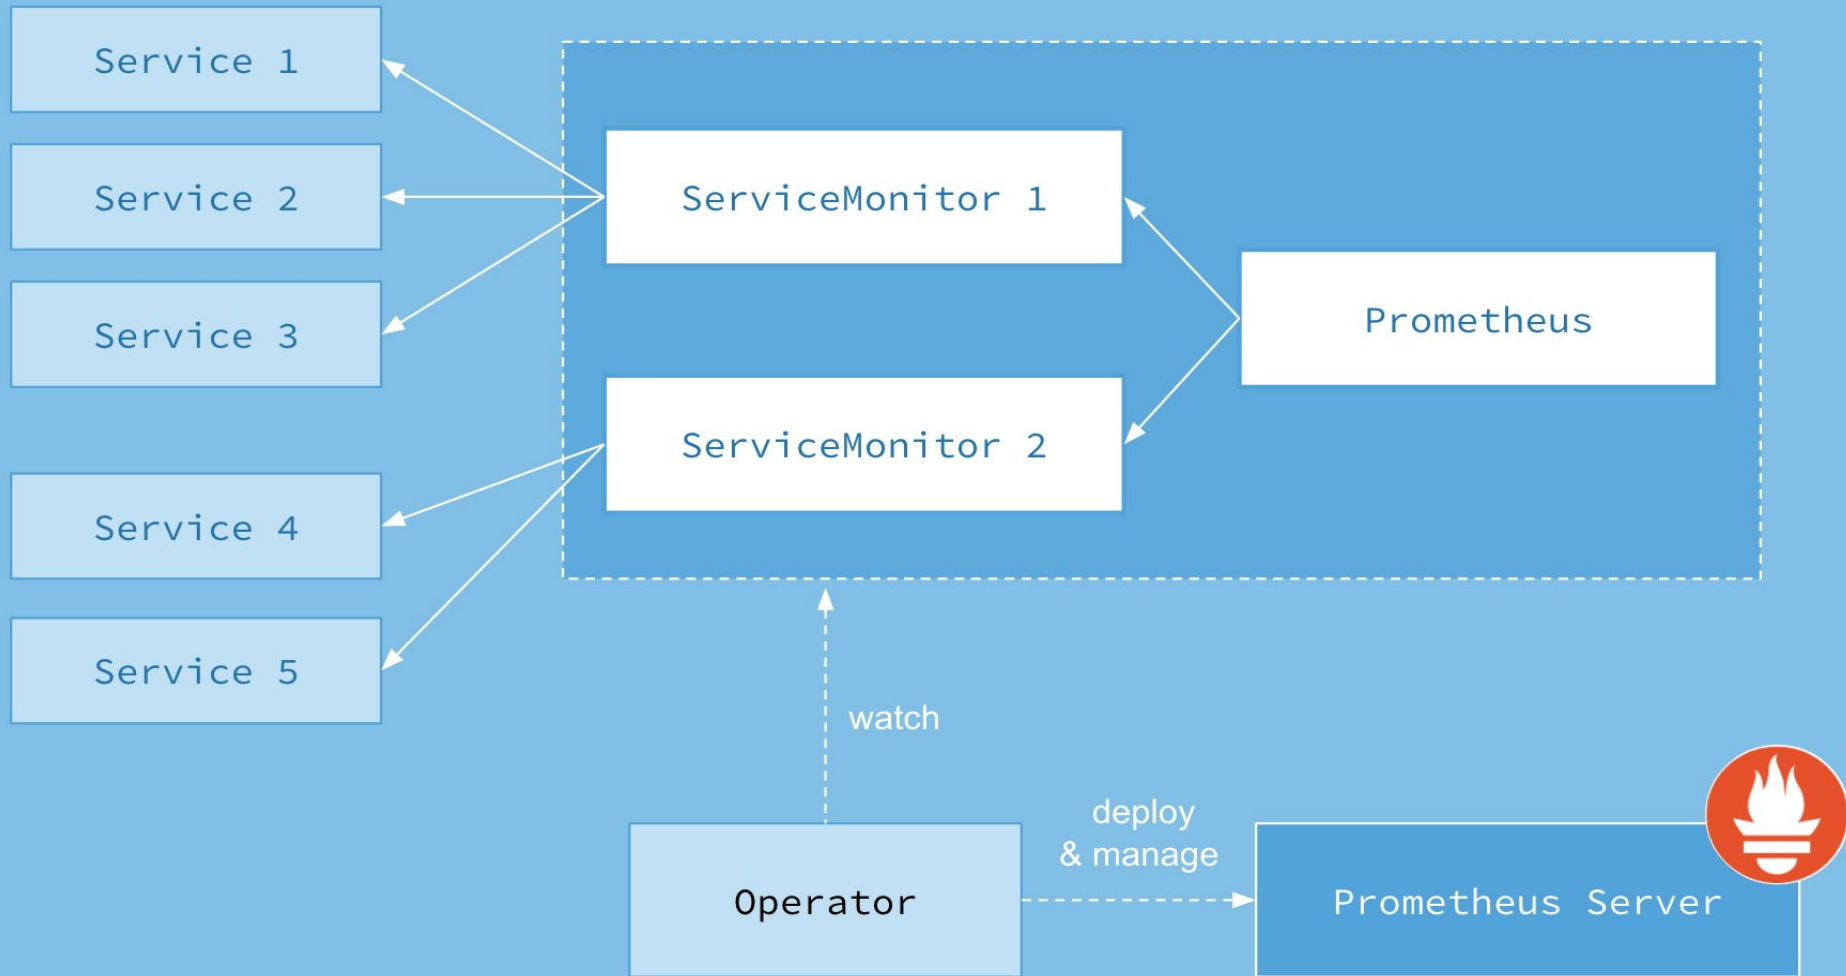 Service 1
Service 2
Service 3
Service 4
Service 5
ServiceMonitor 1
ServiceMonitor 2
Prometheus
watch
deploy
& manage
Operator
Prometheus Server